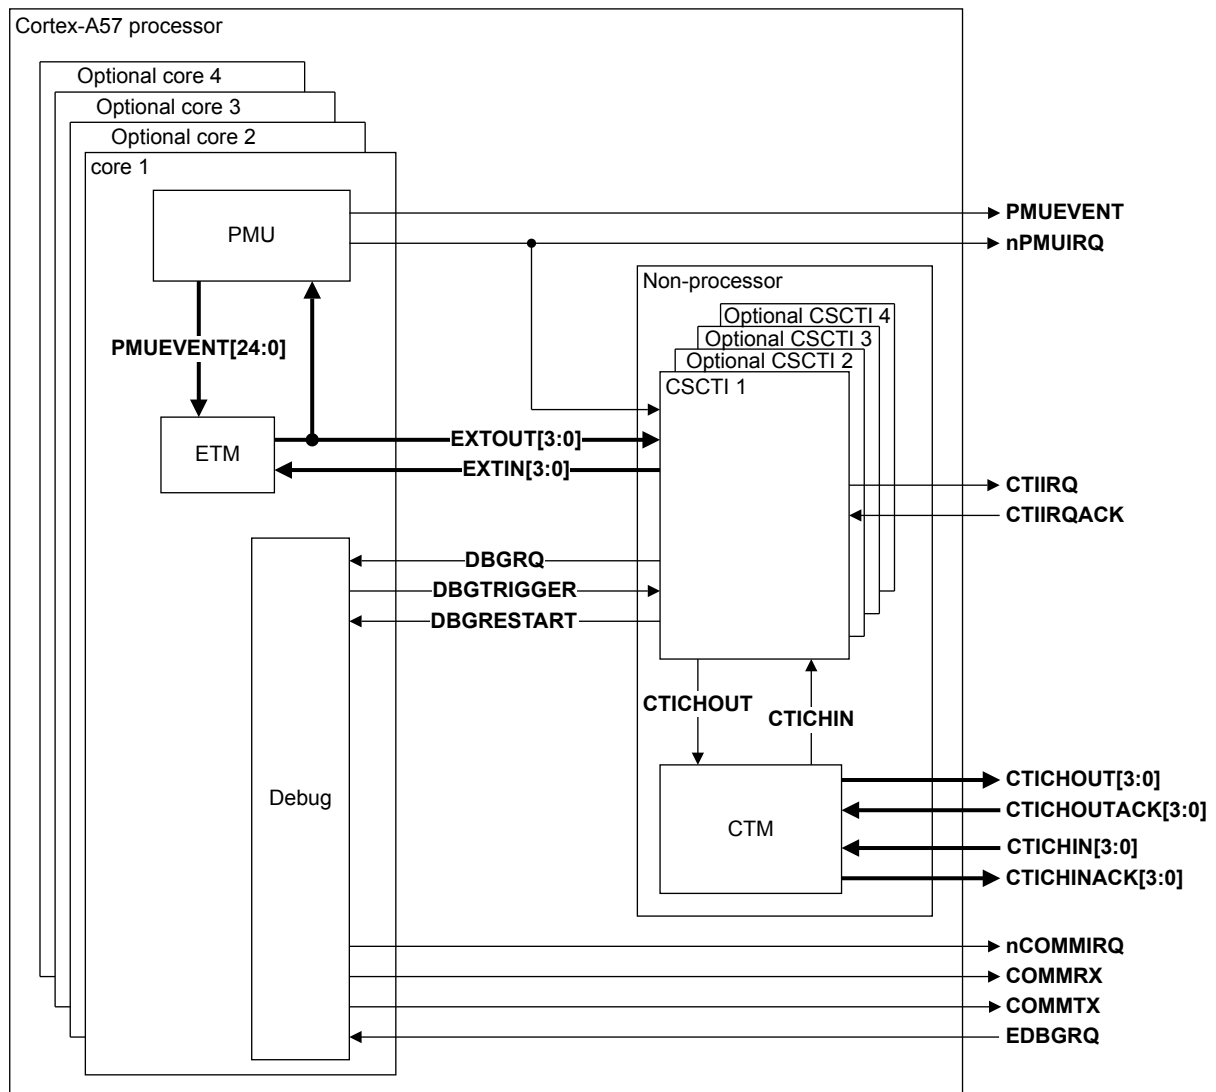 Cortex-A57 processor
Optional core 4
Optional core 3
Optional core 2
core 1
PMU
PMUEVENT
nPMUIRQ
Non-processor
Optional CSCTI 4
Optional CSCTI 3
Optional CSCTI 2
CSCTI 1
PMUEVENT[24:0]
ETM
EXTOUT[3:0]
EXTIN[3:0]
CTIIRQ
CTIIRQACK
DBGRQ
DBGTRIGGER
DBGRESTART
CTICHOUT
CTICHIN
Debug
CTM
CTICHOUT[3:0]
CTICHOUTACK[3:0]
CTICHIN[3:0]
CTICHINACK[3:0]
nCOMMIRQ
COMMRX
COMMTX
EDBGRQ